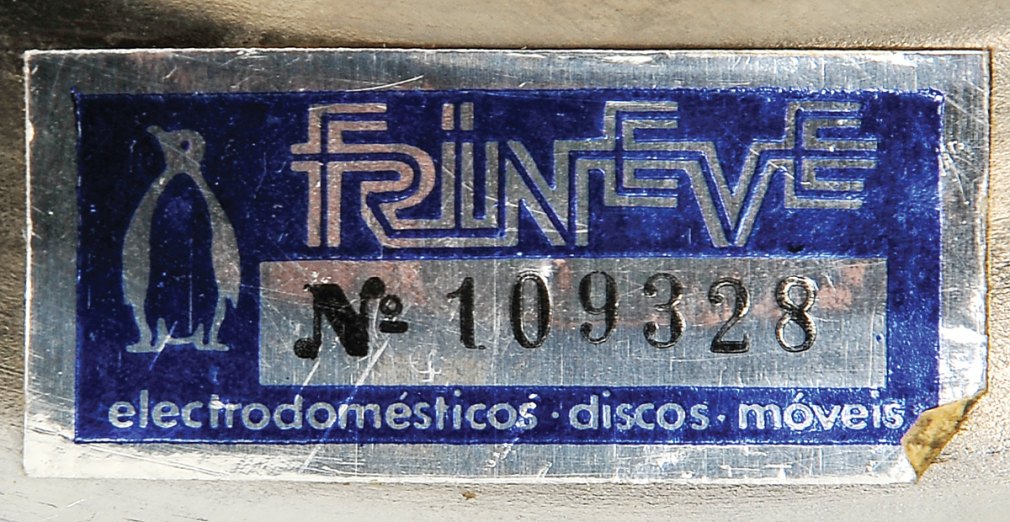 FRINEVE
Nº 109328
electrodomésticos · discos · móveis